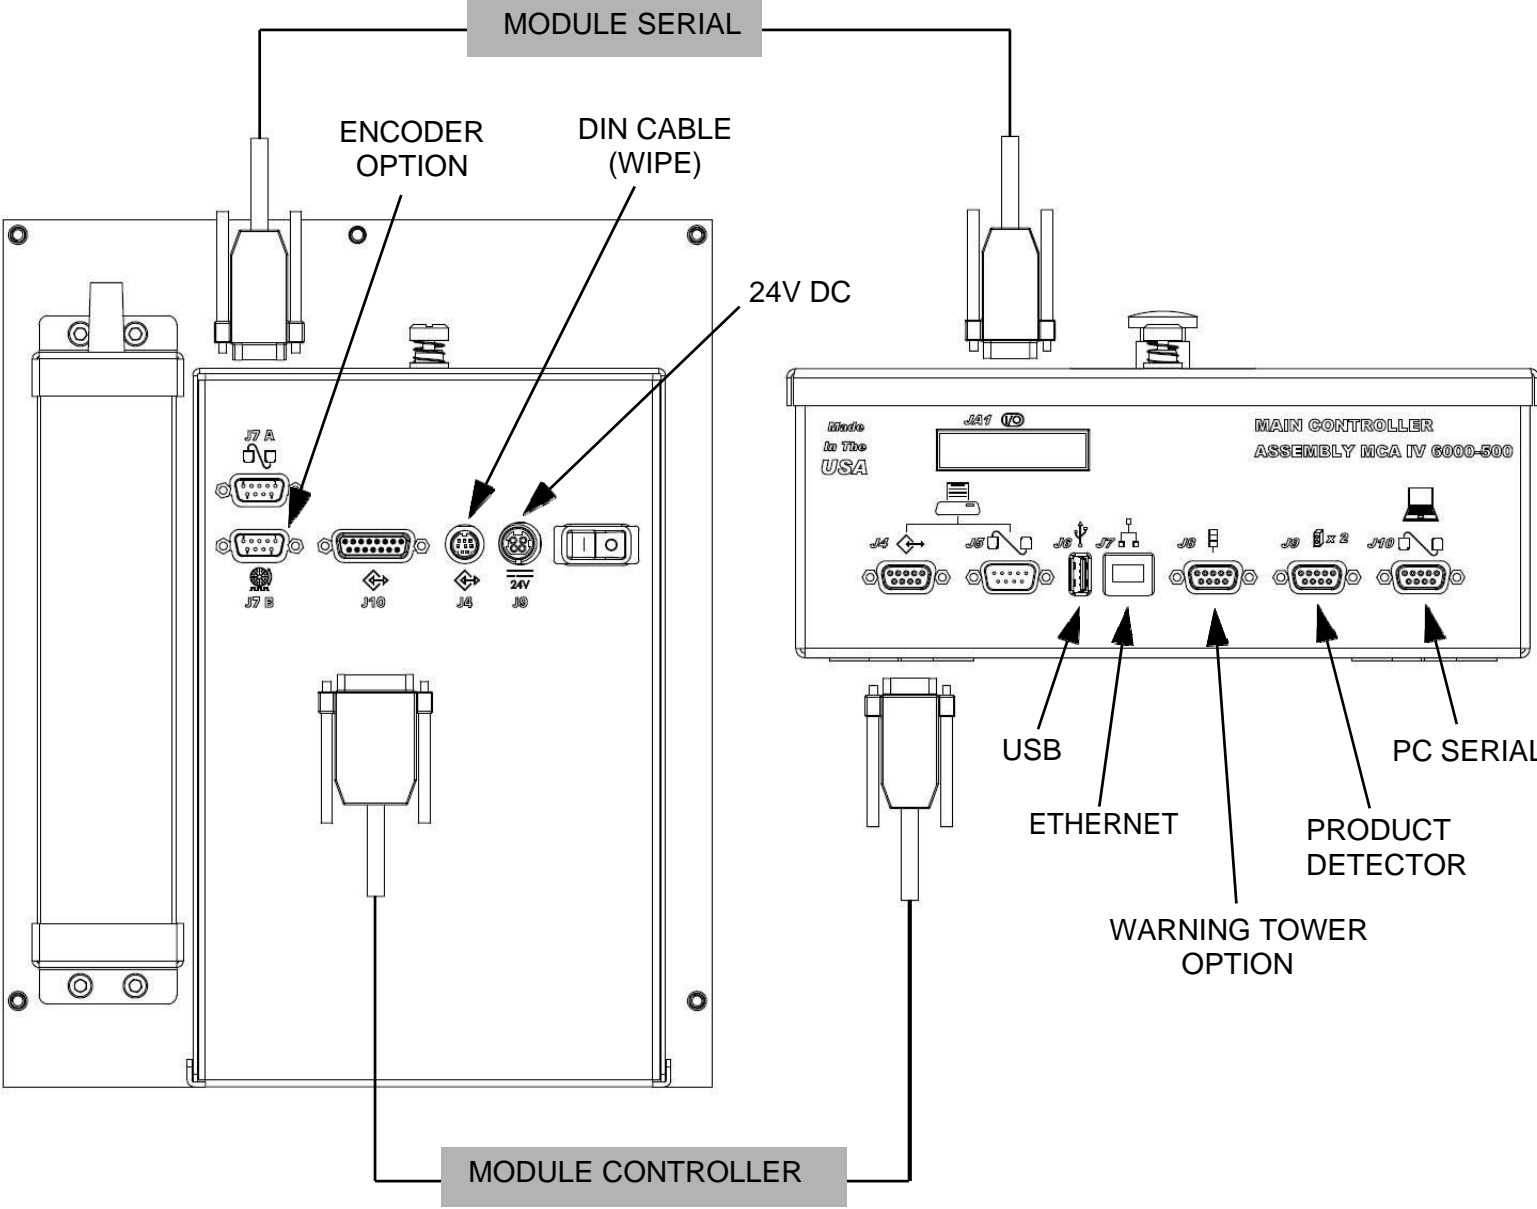 MODULE SERIAL
ENCODER
OPTION
DIN CABLE
(WIPE)
24V DC
J7 A
J7 B
J10
J4
24V
J9
Made
In The
USA
JA1 I/O
MAIN CONTROLLER
ASSEMBLY MCA IV 6000-500
J4
J5
J6
J7
J8
J9 x 2
J10
USB
PC SERIAL
ETHERNET
PRODUCT
DETECTOR
WARNING TOWER
OPTION
MODULE CONTROLLER